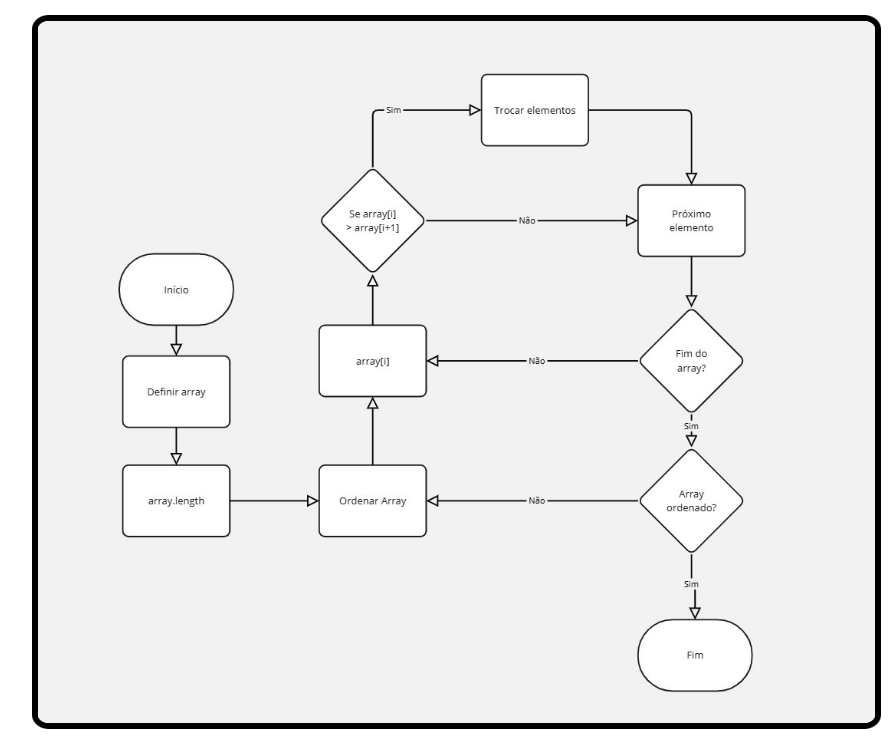 Início
Definir array
array.length
Ordenar Array
array[i]
Se array[i]
> array[i+1]
Sim
Trocar elementos
Não
Próximo
elemento
Fim do
array?
Não
Sim
Array
ordenado?
Não
Sim
Fim